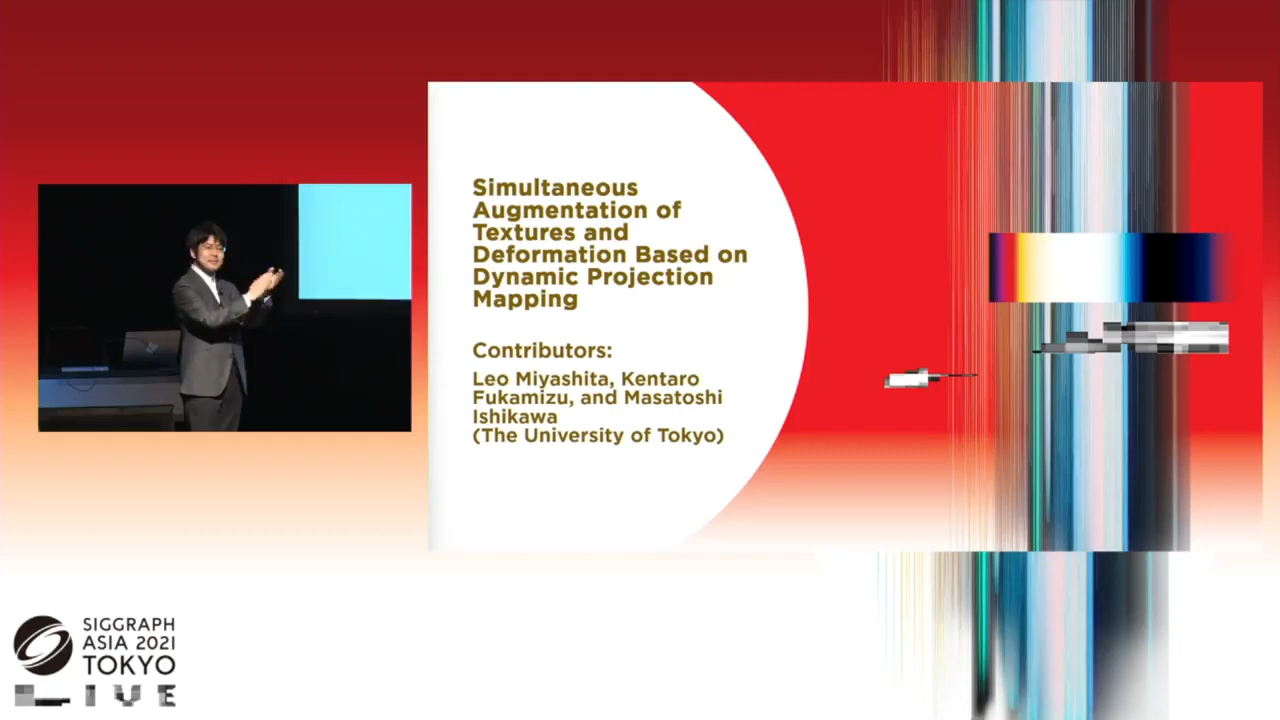 Simultaneous
Augmentation of
Textures and
Deformation Based on
Dynamic Projection
Mapping
Contributors:
Leo Miyashita, Kentaro
Fukamizu, and Masatoshi
Ishikawa
(The University of Tokyo)
SIGGRAPH
ASIA 2021
TOKYO
LIVE